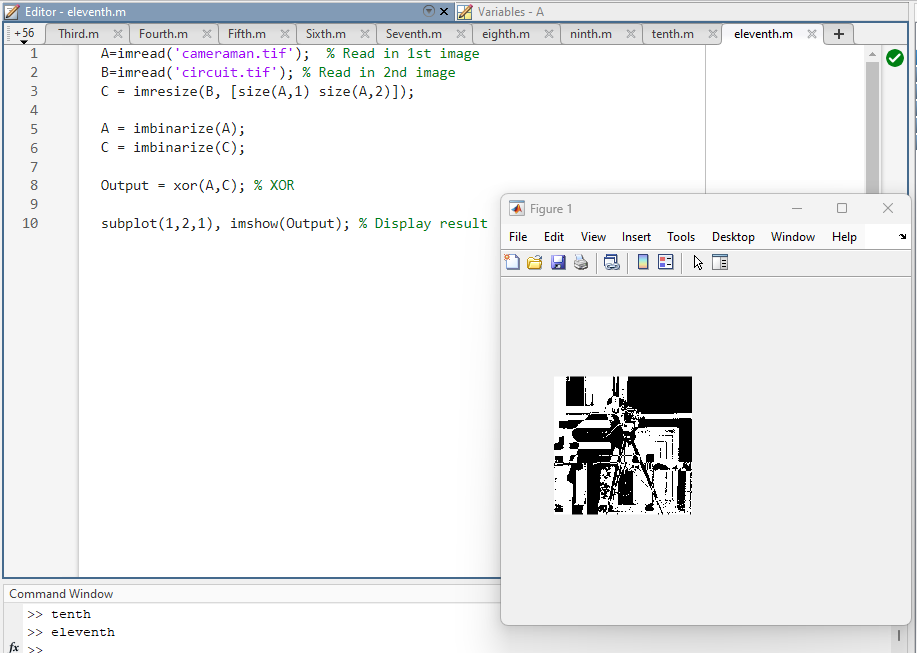 Editor - eleventh.m
Variables - A
+56 Third.m Fourth.m Fifth.m Sixth.m Seventh.m eighth.m ninth.m tenth.m eleventh.m +
1 A=imread('cameraman.tif');  % Read in 1st image
2 B=imread('circuit.tif'); % Read in 2nd image
3 C = imresize(B, [size(A,1) size(A,2)]);
4
5 A = imbinarize(A);
6 C = imbinarize(C);
7
8 Output = xor(A,C); % XOR
9
10 subplot(1,2,1), imshow(Output); % Display result
Figure 1
File Edit View Insert Tools Desktop Window Help
Command Window
>> tenth
>> eleventh
fx >>